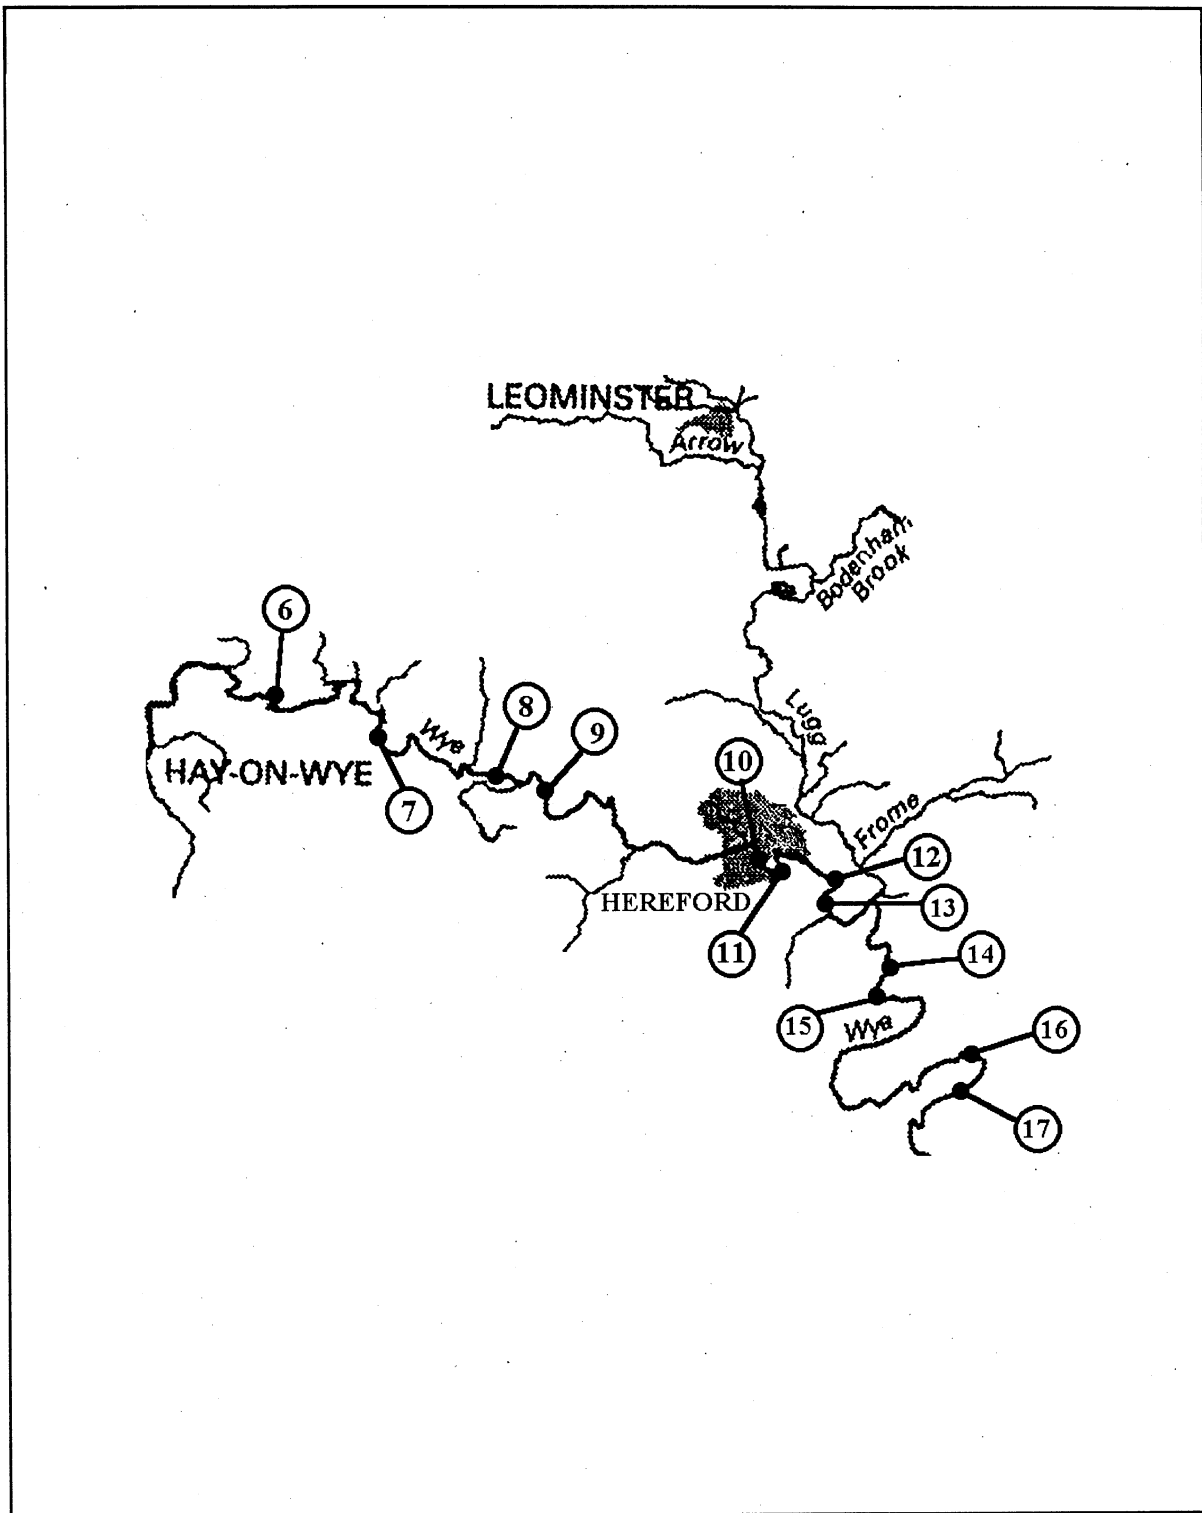 LEOMINSTER
Arrow
Bodenham
Brook
6
Lugg
Wye
8
9
10
HAY-ON-WYE
7
Frome
12
HEREFORD
13
11
14
15
Wye
16
17